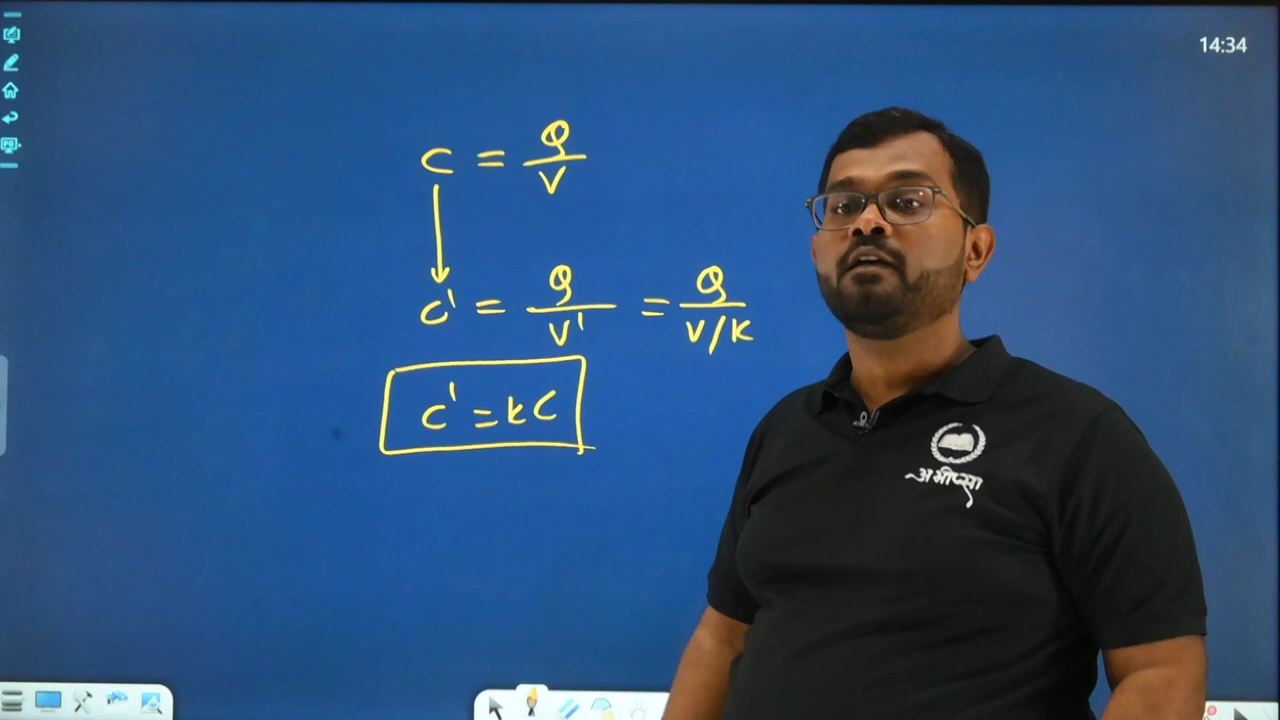 14:34
C = Q/V
C' = Q/V' = Q/V/K
C' = KC
अभीप्सा